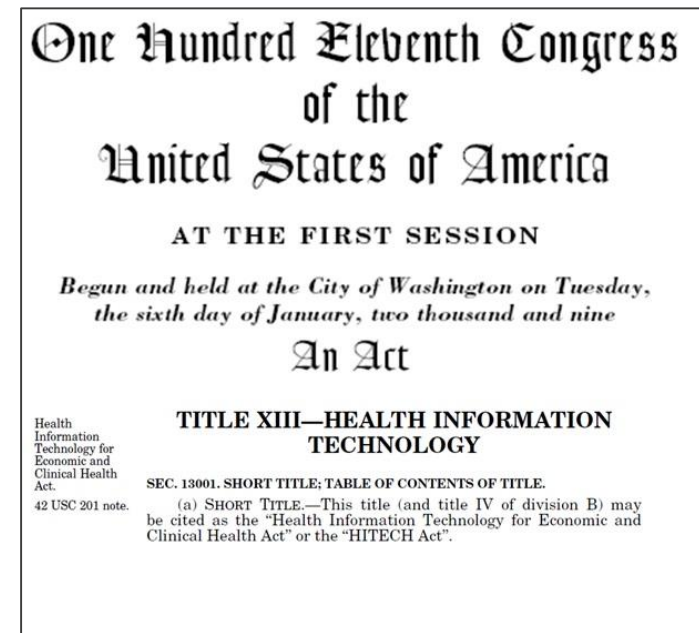 One Hundred Eleventh Congress
of the
United States of America
AT THE FIRST SESSION
Begun and held at the City of Washington on Tuesday,
the sixth day of January, two thousand and nine
An Act
Health
Information
Technology for
Economic and
Clinical Health
Act.
42 USC 201 note.
TITLE XIII—HEALTH INFORMATION
TECHNOLOGY
SEC. 13001. SHORT TITLE; TABLE OF CONTENTS OF TITLE.
(a) SHORT TITLE.—This title (and title IV of division B) may
be cited as the “Health Information Technology for Economic and
Clinical Health Act” or the “HITECH Act”.